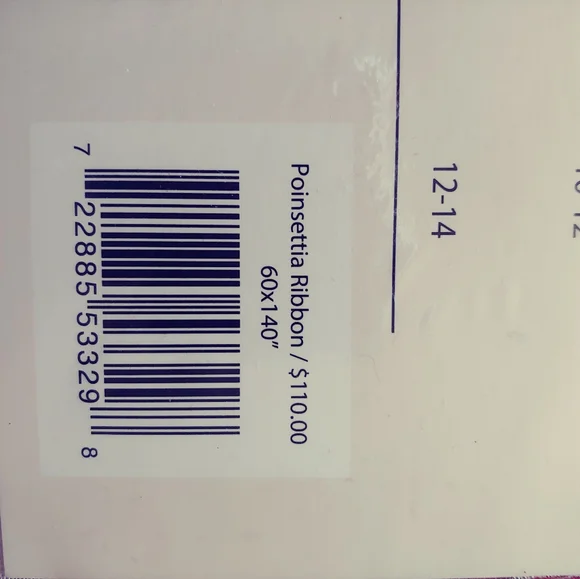 12-14
Poinsettia Ribbon / $110.00
60x140"
7 22885 53329 8